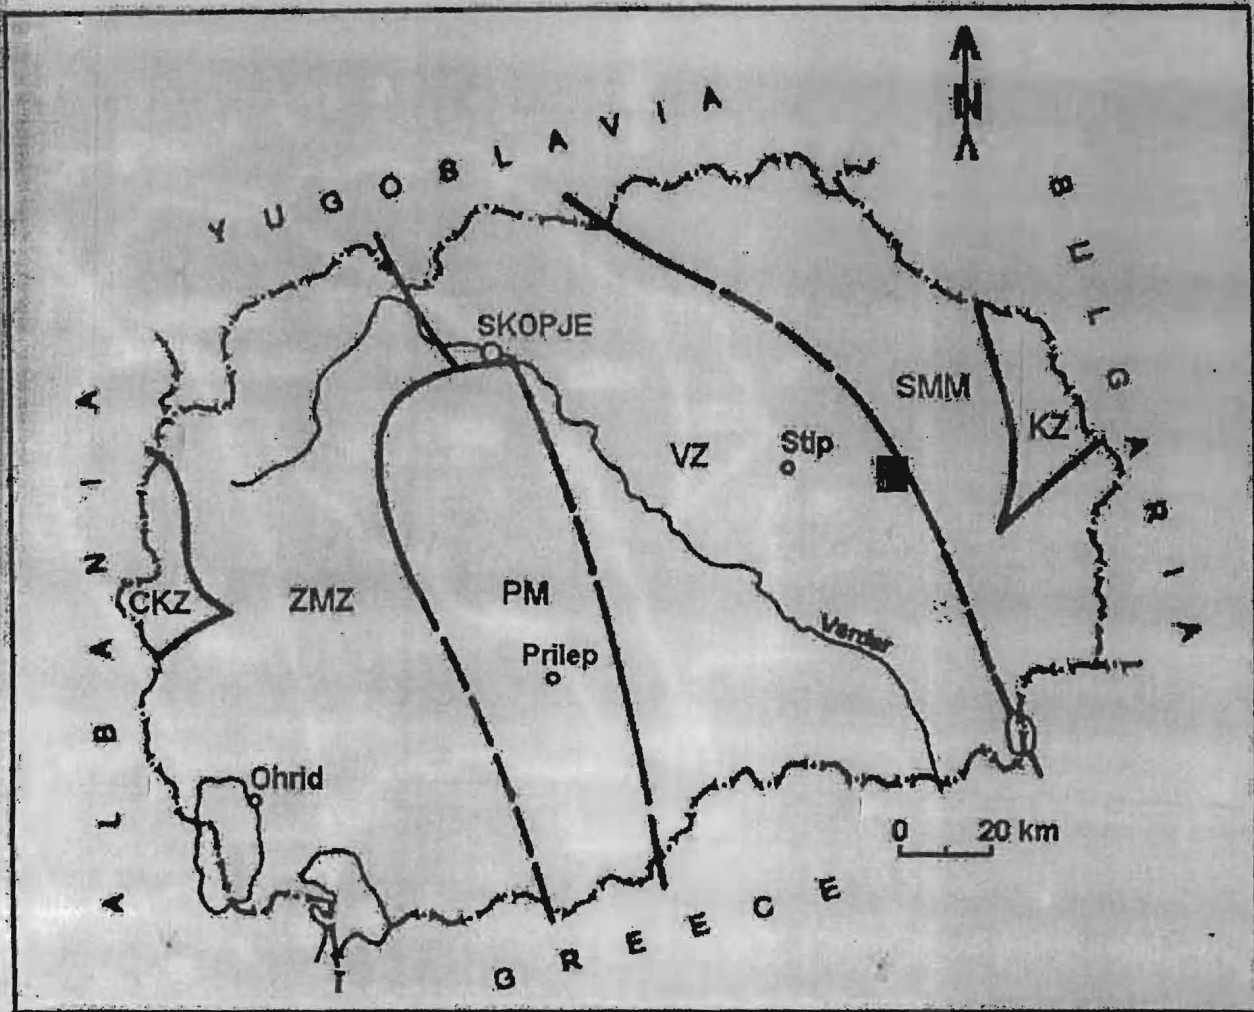 N
YUGOSLAVIA
BULGARIA
SKOPJE
SMM
KZ
VZ
Stip
ALBANIA
CKZ
ZMZ
PM
Prilep
Vardar
Ohrid
0 20 km
GREECE